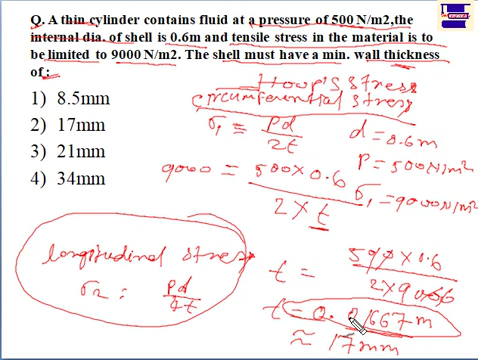 Q. A thin cylinder contains fluid at a pressure of 500 N/m2,the
internal dia. of shell is 0.6m and tensile stress in the material is to
be limited to 9000 N/m2. The shell must have a min. wall thickness
of :
1) 8.5mm
2) 17mm
3) 21mm
4) 34mm
Hoop's stress
circumferential stress
σ1 = Pd/2t
d = 0.6m
P = 500N/m2
σ1 = 9000N/m2
9000 = 500 × 0.6 / 2 × t
longitudinal stress
σ2 = Pd/4t
t = 500 × 0.6 / 2 × 9000
t = 0.01667 m
≈ 17mm